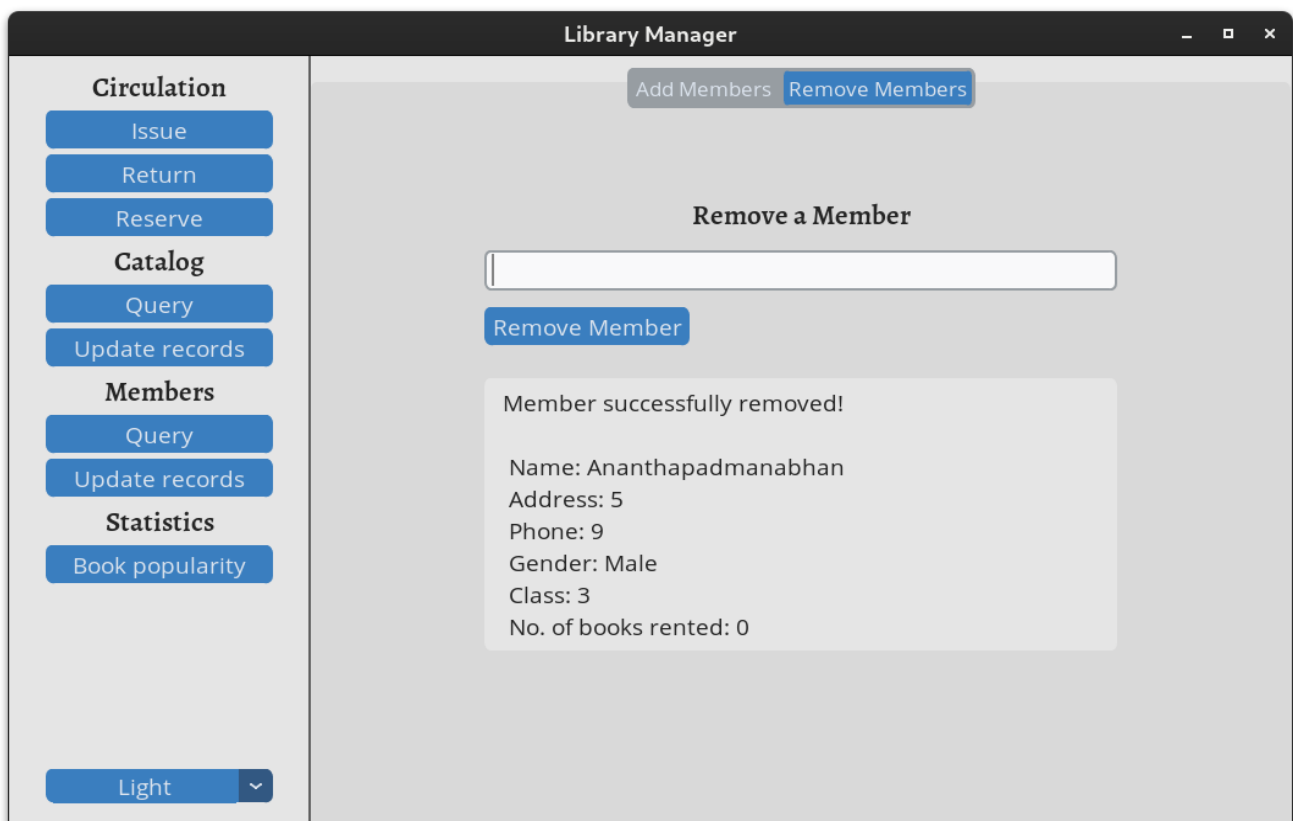 Library Manager
Circulation
Issue
Return
Reserve
Catalog
Query
Update records
Members
Query
Update records
Statistics
Book popularity
Light
Add Members
Remove Members
Remove a Member
Remove Member
Member successfully removed!
Name: Ananthapadmanabhan
Address: 5
Phone: 9
Gender: Male
Class: 3
No. of books rented: 0